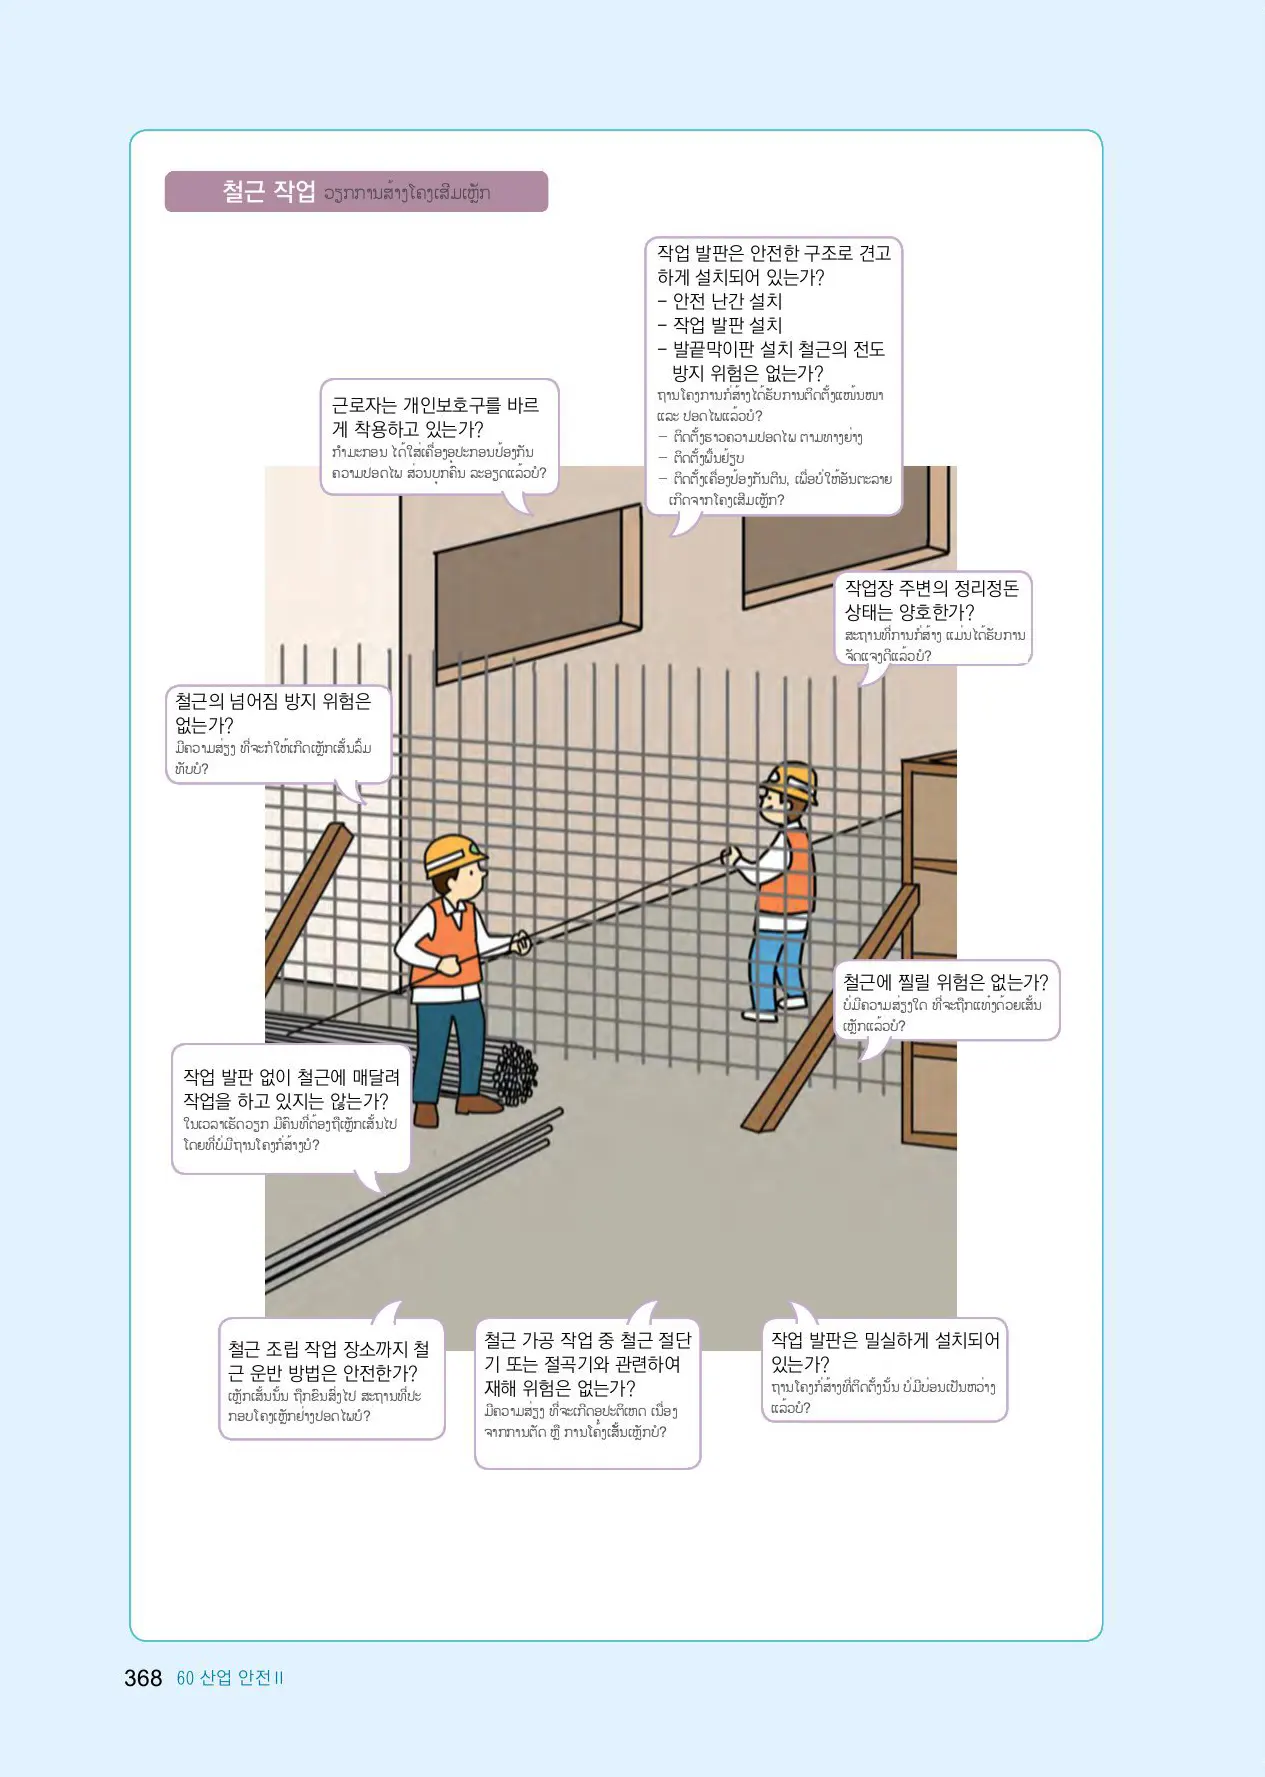 철근 작업 ວຽກການສ້າງໂຄງເສີມເຫຼັກ
작업 발판은 안전한 구조로 견고
하게 설치되어 있는가?
- 안전 난간 설치
- 작업 발판 설치
- 발끝막이판 설치 철근의 전도
방지 위험은 없는가?
ຖານໂຄງການກໍ່ສ້າງໄດ້ຮັບການຕິດຕັ້ງແໜ້ນໜາ
ແລະ ປອດໄພແລ້ວບໍ?
- ຕິດຕັ້ງຮາວຄວາມປອດໄພ ຕາມທາງຍ່າງ
- ຕິດຕັ້ງພື້ນຢັຽບ
- ຕິດຕັ້ງເຄື່ອງປ້ອງກັນຕີນ, ເພື່ອບໍ່ໃຫ້ອັນຕະລາຍ
ເກີດຈາກໂຄງເສີມເຫຼັກ?
근로자는 개인보호구를 바르
게 착용하고 있는가?
ກຳມະກອນ ໄດ້ໃສ່ເຄື່ອງອຸປະກອນປ້ອງກັນ
ຄວາມປອດໄພ ສ່ວນບຸກຄົນ ລະອຽດແລ້ວບໍ?
작업장 주변의 정리정돈
상태는 양호한가?
ສະຖານທີ່ການກໍ່ສ້າງ ແມ່ນໄດ້ຮັບການ
ຈັດແຈງດີແລ້ວບໍ?
철근의 넘어짐 방지 위험은
없는가?
ມີຄວາມສ່ຽງ ທີ່ຈະກໍໃຫ້ເກີດເຫຼັກເສັ້ນລົ້ມ
ທັບບໍ?
철근에 찔릴 위험은 없는가?
ບໍ່ມີຄວາມສ່ຽງໃດ ທີ່ຈະຖືກແທງດ້ວຍເສັ້ນ
ເຫຼັກແລ້ວບໍ?
작업 발판 없이 철근에 매달려
작업을 하고 있지는 않는가?
ໃນເວລາເຮັດວຽກ ມີຄົນທີ່ຕ້ອງຖືເຫຼັກເສັ້ນໄປ
ໂດຍທີ່ບໍ່ມີຖານໂຄງກໍ່ສ້າງບໍ?
철근 조립 작업 장소까지 철
근 운반 방법은 안전한가?
ເຫຼັກເສັ້ນນັ້ນ ຖືກຂົນສົ່ງໄປ ສະຖານທີ່ປະ
ກອບໂຄງເຫຼັກຢ່າງປອດໄພບໍ?
철근 가공 작업 중 철근 절단
기 또는 절곡기와 관련하여
재해 위험은 없는가?
ມີຄວາມສ່ຽງ ທີ່ຈະເກີດອຸປະຕິເຫດ ເນື່ອງ
ຈາກການຕັດ ຫຼື ການໂຄ້ງເສັ້ນເຫຼັກບໍ?
작업 발판은 밀실하게 설치되어
있는가?
ຖານໂຄງກໍ່ສ້າງທີ່ຕິດຕັ້ງນັ້ນ ບໍ່ມີບ່ອນເປັນຫວ່າງ
ແລ້ວບໍ?
368 60 산업 안전Ⅱ